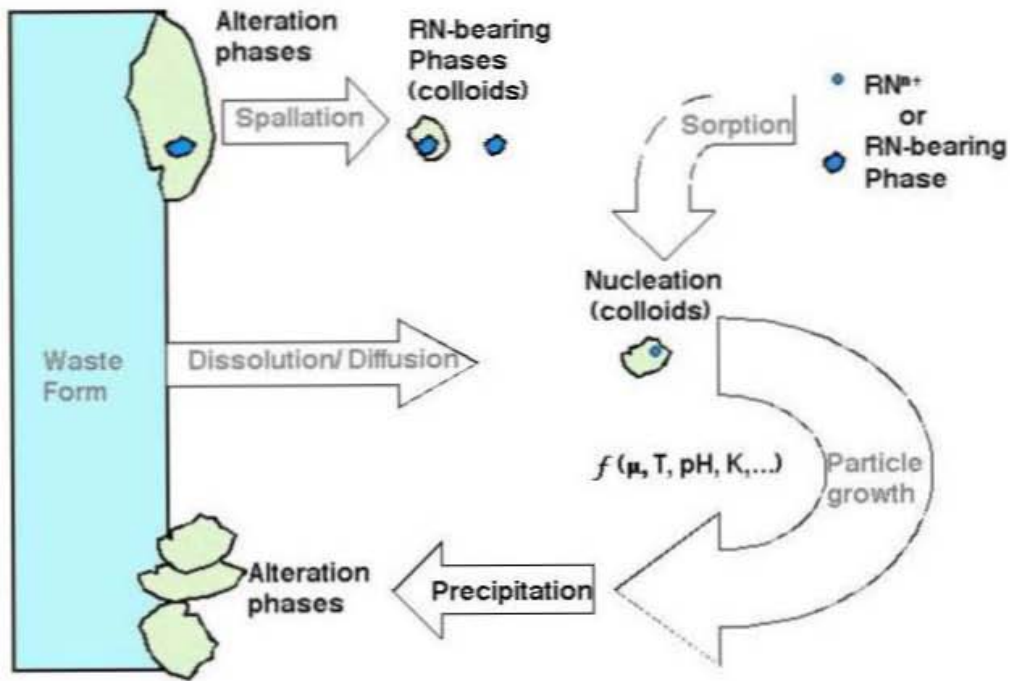 Alteration
phases
RN-bearing
Phases
(colloids)
Spallation
Sorption
RNⁿ⁺
or
RN-bearing
Phase
Nucleation
(colloids)
Waste
Form
Dissolution/ Diffusion
f (μ, T, pH, K,...)
Particle
growth
Alteration
phases
Precipitation